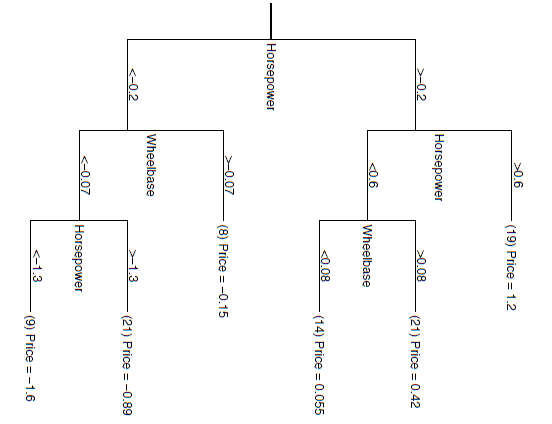 Horsepower
<−0.2
>−0.2
Wheelbase
Horsepower
<−0.07
>−0.07
<0.6
>0.6
Horsepower
(8) Price = −0.15
Wheelbase
(19) Price = 1.2
<−1.3
>−1.3
<0.08
>0.08
(9) Price = −1.6
(21) Price = −0.89
(14) Price = 0.055
(21) Price = 0.42